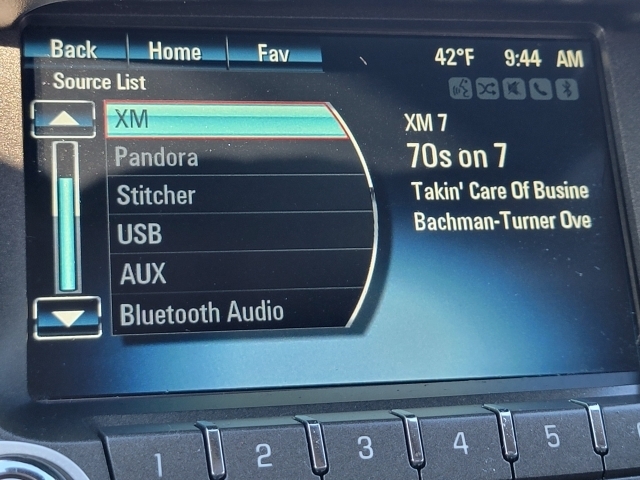 Back Home Fav 42°F 9:44 AM
Source List
XM
Pandora
Stitcher
USB
AUX
Bluetooth Audio
XM 7
70s on 7
Takin' Care Of Busine
Bachman-Turner Ove
1 2 3 4 5